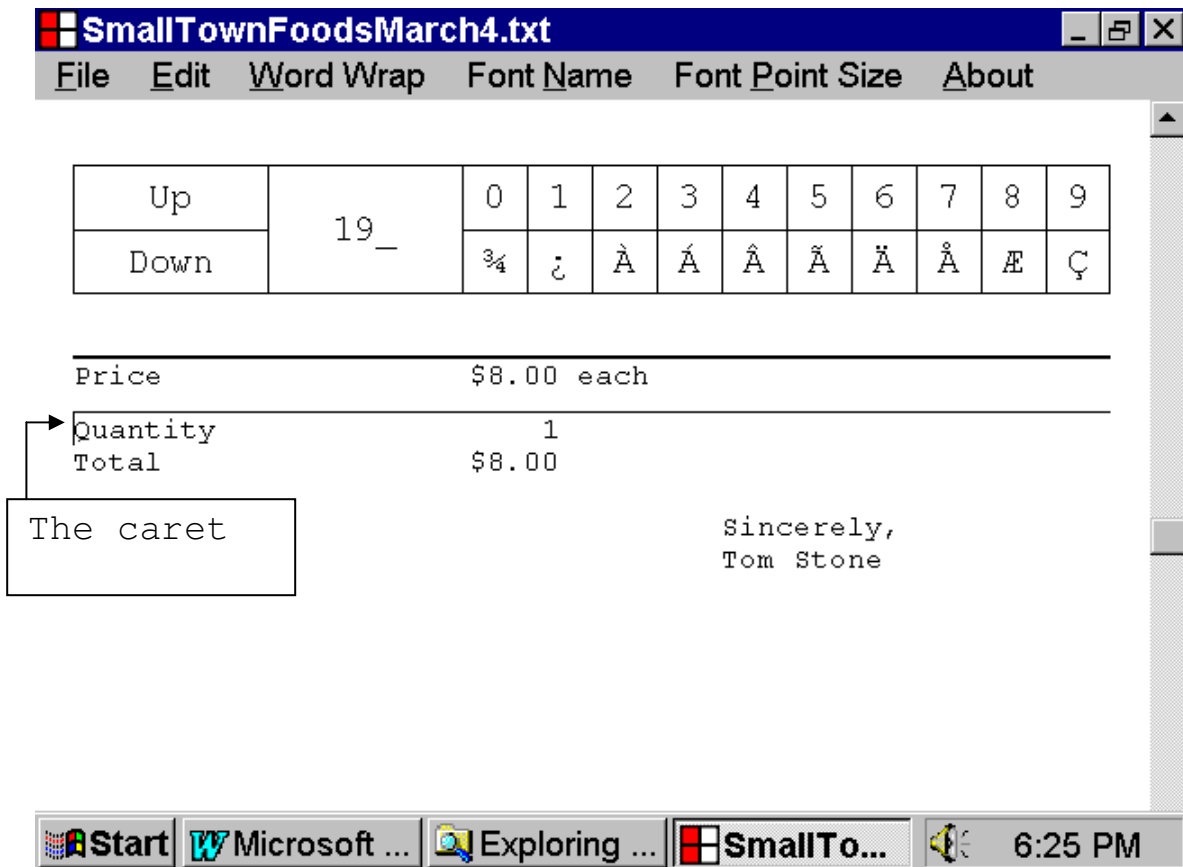 SmallTownFoodsMarch4.txt
File Edit Word Wrap Font Name Font Point Size About
Up 19_ 0 1 2 3 4 5 6 7 8 9
Down ¾ ¿ À Á Â Ã Ä Å Æ Ç
Price $8.00 each
Quantity 1
Total $8.00
The caret
Sincerely,
Tom Stone
Start Microsoft ... Exploring ... SmallTo... 6:25 PM